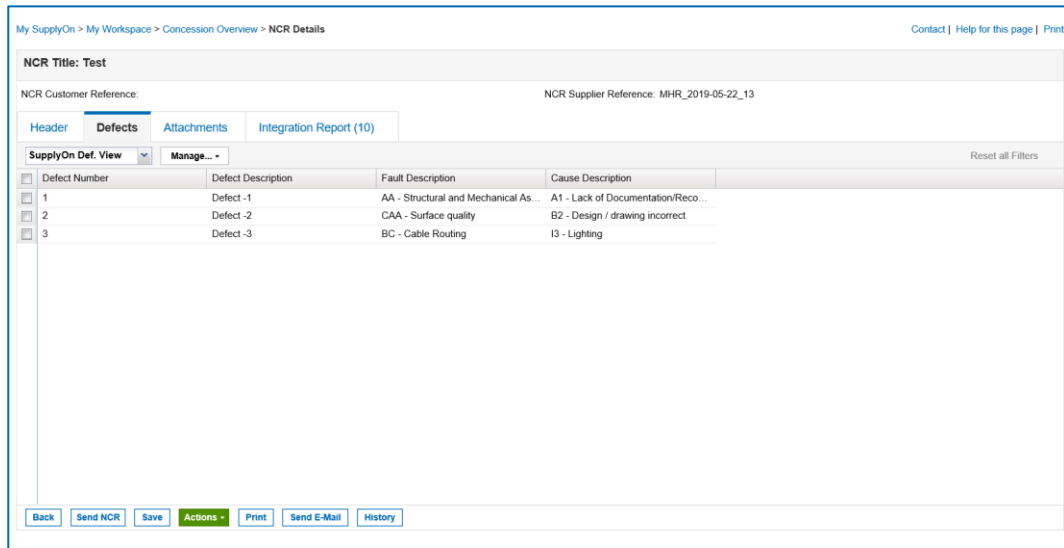 My SupplyOn > My Workspace > Concession Overview > NCR Details Contact | Help for this page | Print
NCR Title: Test
NCR Customer Reference: NCR Supplier Reference: MHR_2019-05-22_13
Header Defects Attachments Integration Report (10)
SupplyOn Def. View Manage... Reset all Filters
Defect Number Defect Description Fault Description Cause Description
1 Defect -1 AA - Structural and Mechanical As... A1 - Lack of Documentation/Reco...
2 Defect -2 CAA - Surface quality B2 - Design / drawing incorrect
3 Defect -3 BC - Cable Routing I3 - Lighting
Back Send NCR Save Actions Print Send E-Mail History